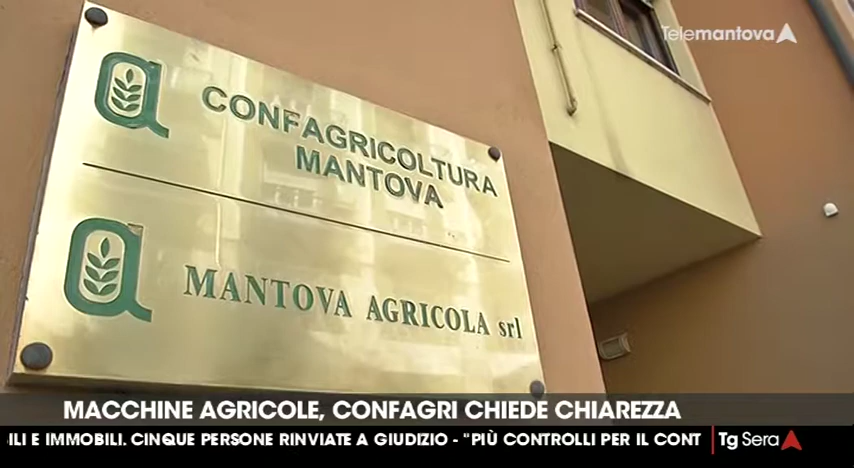 Telemantova
CONFAGRICOLTURA
MANTOVA
MANTOVA AGRICOLA srl
MACCHINE AGRICOLE, CONFAGRI CHIEDE CHIAREZZA
E IMMOBILI. CINQUE PERSONE RINVIATE A GIUDIZIO - "PIÙ CONTROLLI PER IL CONT
Tg Sera